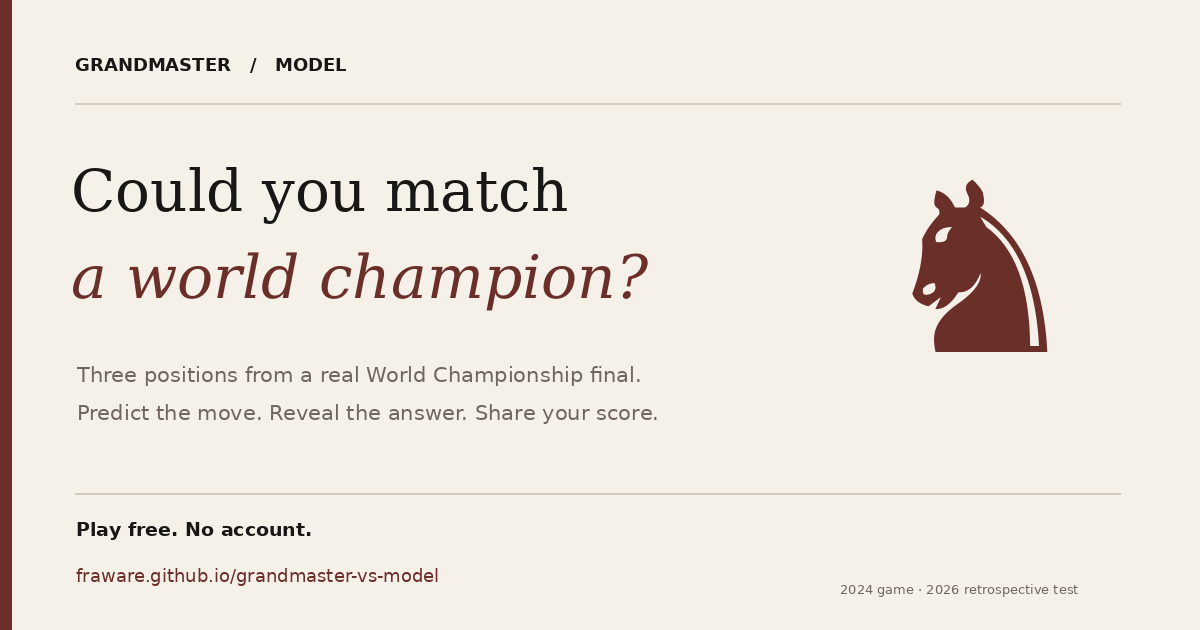 GRANDMASTER / MODEL
Could you match
a world champion?
Three positions from a real World Championship final.
Predict the move. Reveal the answer. Share your score.
Play free. No account.
fraware.github.io/grandmaster-vs-model
2024 game · 2026 retrospective test